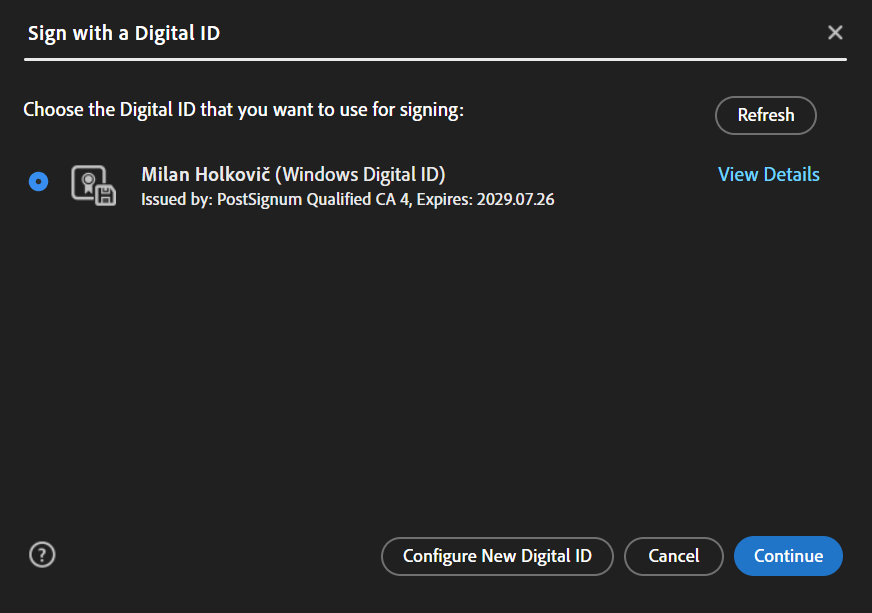 Sign with a Digital ID
Choose the Digital ID that you want to use for signing:
Refresh
Milan Holkovič (Windows Digital ID)
View Details
Issued by: PostSignum Qualified CA 4, Expires: 2029.07.26
?
Configure New Digital ID
Cancel
Continue